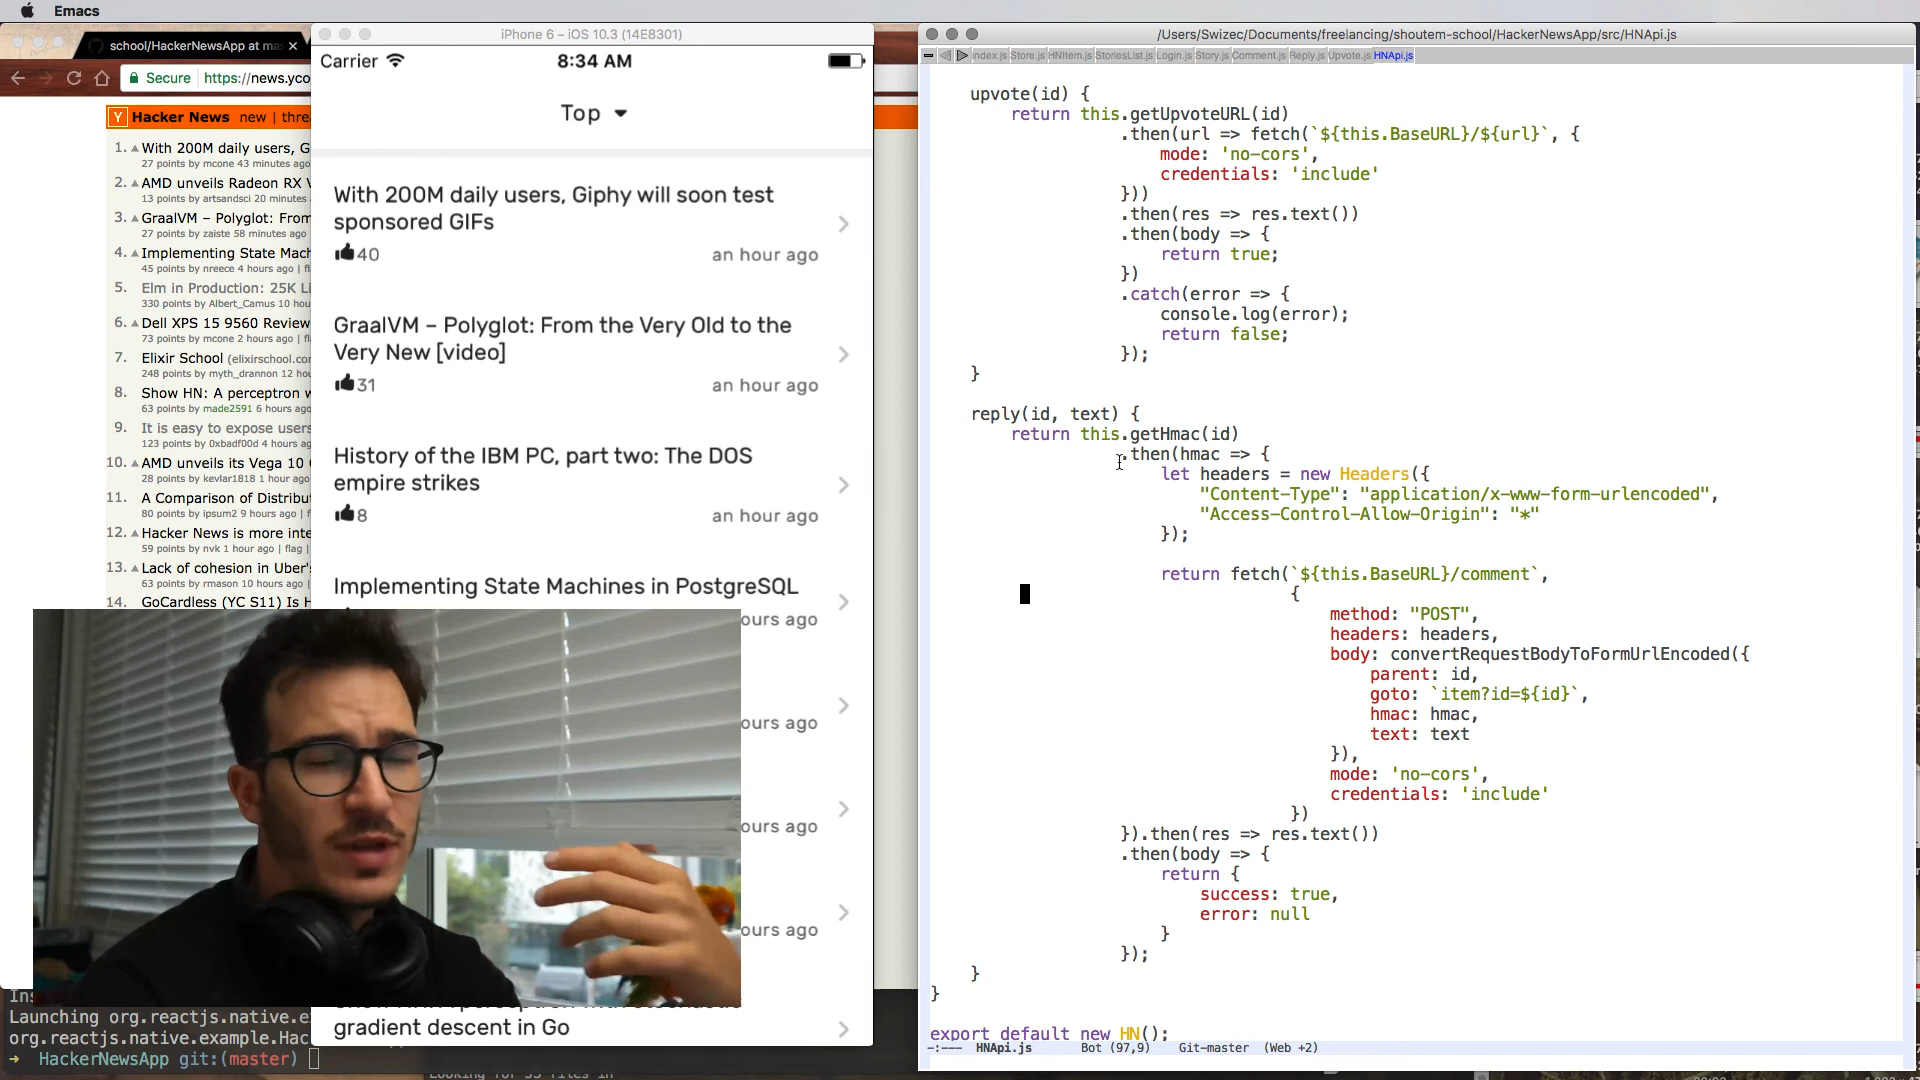 Emacs
school/HackerNewsApp at ma
Secure
https://news.yco
Y Hacker News new | threa
1. With 200M daily users, G
27 points by mcone 43 minutes ago
2. AMD unveils Radeon RX V
13 points by artsandsci 20 minutes
3. GraalVM – Polyglot: From
27 points by zaiste 58 minutes ago
4. Implementing State Mach
45 points by nreece 4 hours ago | fl
5. Elm in Production: 25K Li
330 points by Albert_Camus 10 hour
6. Dell XPS 15 9560 Review
73 points by mcone 2 hours ago | fl
7. Elixir School (elixirschool.com
248 points by myth_drannon 12 hour
8. Show HN: A perceptron w
63 points by made2591 6 hours ago
9. It is easy to expose users
123 points by 0xbadf00d 4 hours ag
10. AMD unveils its Vega 10
28 points by kevlar1818 1 hour ago
11. A Comparison of Distribut
80 points by ipsum2 9 hours ago |
12. Hacker News is more inte
59 points by nvk 1 hour ago | flag |
13. Lack of cohesion in Uber's
63 points by rmason 10 hours ago |
14. GoCardless (YC S11) Is H
iPhone 6 – iOS 10.3 (14E8301)
Carrier
8:34 AM
Top
With 200M daily users, Giphy will soon test
sponsored GIFs
40
an hour ago
GraalVM – Polyglot: From the Very Old to the
Very New [video]
31
an hour ago
History of the IBM PC, part two: The DOS
empire strikes
8
an hour ago
Implementing State Machines in PostgreSQL
ours ago
ours ago
ours ago
ours ago
gradient descent in Go
Launching org.reactjs.native.e
org.reactjs.native.example.Hac
➜ HackerNewsApp git:(master)
/Users/Swizec/Documents/freelancing/shoutem-school/HackerNewsApp/src/HNApi.js
index.js Store.js HNItem.js StoriesList.js Login.js Story.js Comment.js Reply.js Upvote.js HNApi.js
upvote(id) {
return this.getUpvoteURL(id)
.then(url => fetch(`${this.BaseURL}/${url}`, {
mode: 'no-cors',
credentials: 'include'
}))
.then(res => res.text())
.then(body => {
return true;
})
.catch(error => {
console.log(error);
return false;
});
}
reply(id, text) {
return this.getHmac(id)
.then(hmac => {
let headers = new Headers({
"Content-Type": "application/x-www-form-urlencoded",
"Access-Control-Allow-Origin": "*"
});
return fetch(`${this.BaseURL}/comment`,
{
method: "POST",
headers: headers,
body: convertRequestBodyToFormUrlEncoded({
parent: id,
goto: `item?id=${id}`,
hmac: hmac,
text: text
}),
mode: 'no-cors',
credentials: 'include'
})
}).then(res => res.text())
.then(body => {
return {
success: true,
error: null
}
});
}
}
export default new HN();
-:--- HNApi.js Bot (97,9) Git-master (Web +2)